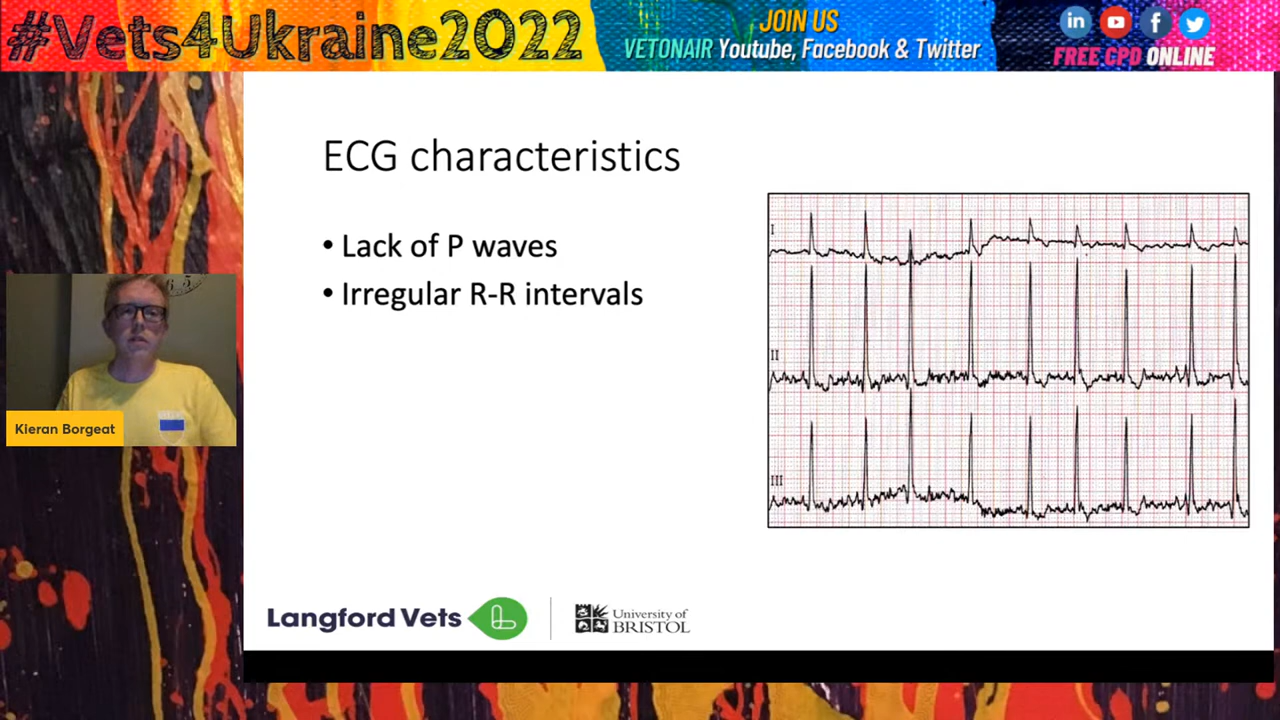 #Vets4Ukraine2022
JOIN US
VETONAIR Youtube, Facebook & Twitter
FREE CPD ONLINE
ECG characteristics
• Lack of P waves
• Irregular R-R intervals
I
II
III
Kieran Borgeat
Langford Vets
University of
BRISTOL